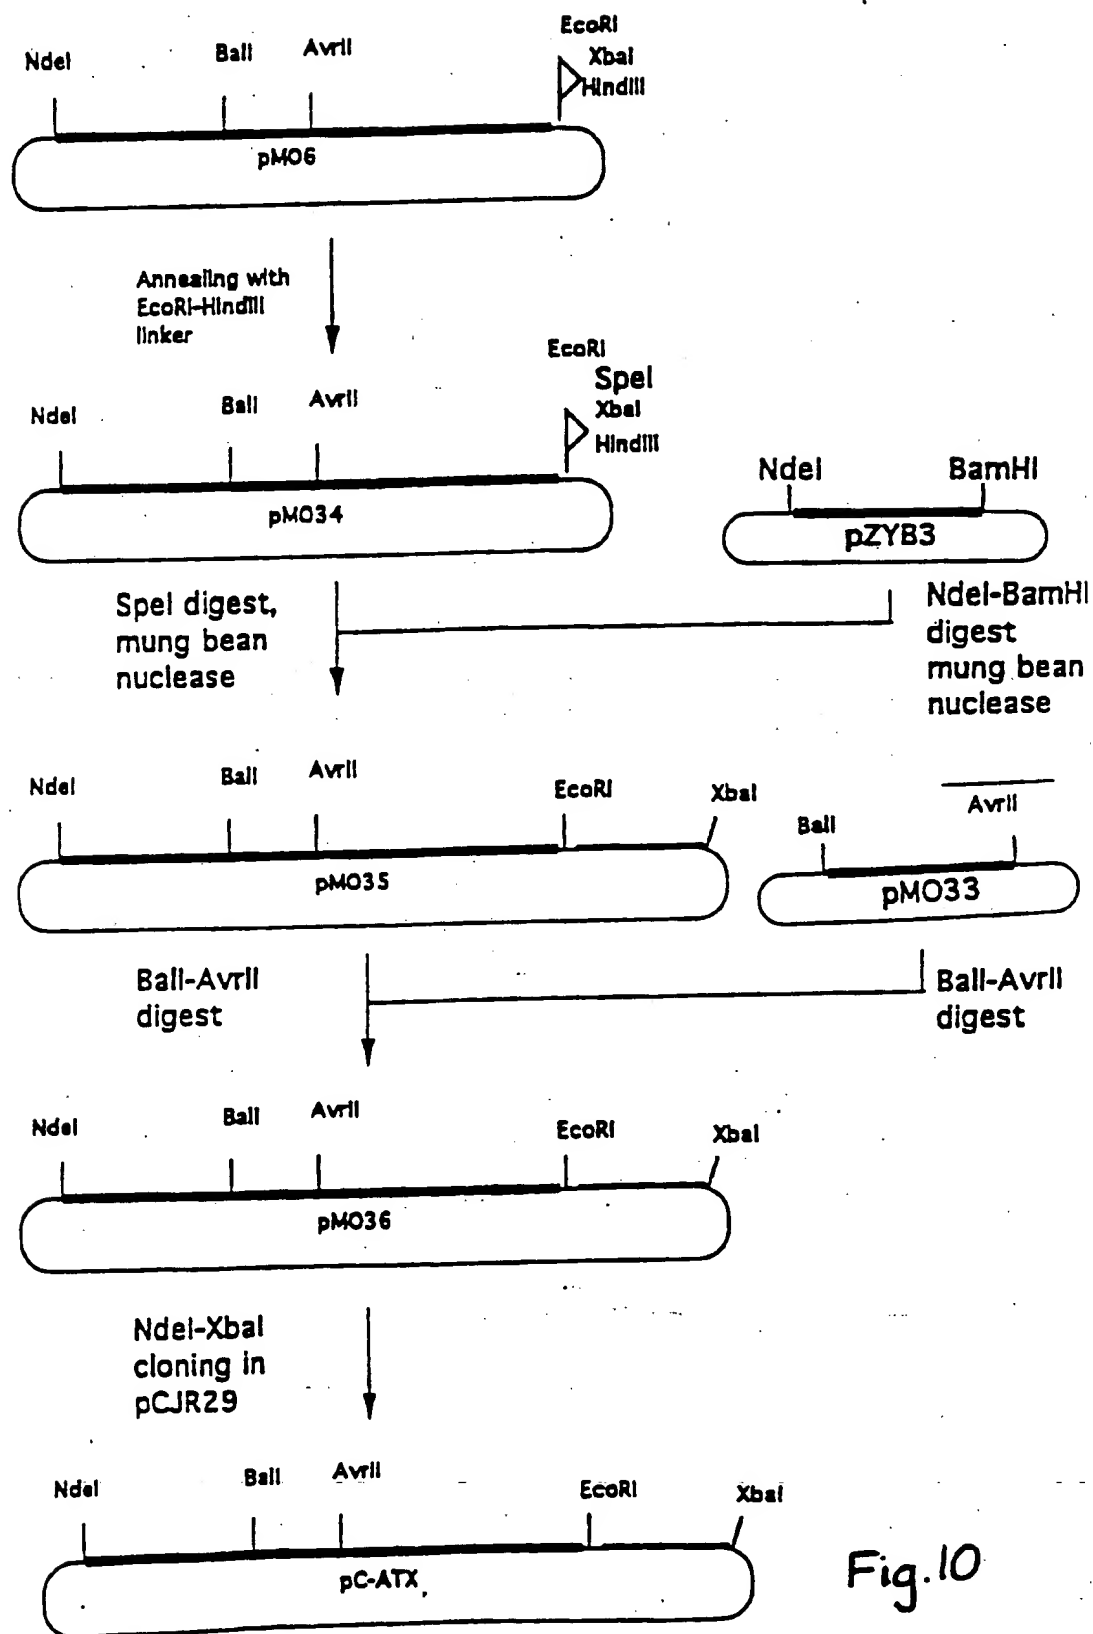 EcoRI
NdeI
BalI
AvrII
XbaI
HindIII
pMO6
Annealing with
EcoRI-HindIII
linker
EcoRI
SpeI
NdeI
BalI
AvrII
XbaI
HindIII
pMO34
NdeI
BamHI
pZYB3
SpeI digest,
mung bean
nuclease
NdeI-BamHI
digest
mung bean
nuclease
NdeI
BalI
AvrII
EcoRI
XbaI
pMO35
BalI
AvrII
pMO33
BalI-AvrII
digest
BalI-AvrII
digest
NdeI
BalI
AvrII
EcoRI
XbaI
pMO36
NdeI-XbaI
cloning in
pCJR29
NdeI
BalI
AvrII
EcoRI
XbaI
pC-ATX
Fig.10